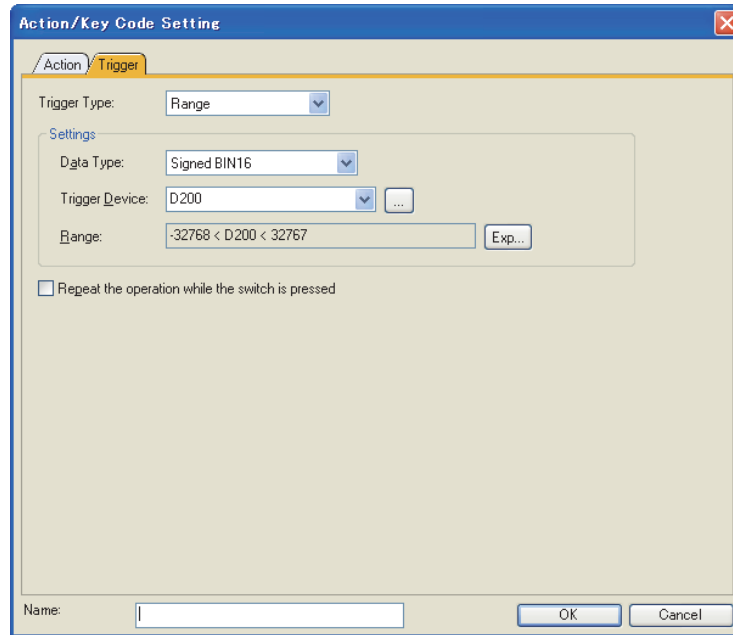 Action/Key Code Setting
Action Trigger
Trigger Type: Range
Settings
Data Type: Signed BIN16
Trigger Device: D200 ...
Range: -32768 < D200 < 32767 Exp...
Repeat the operation while the switch is pressed
Name: OK Cancel